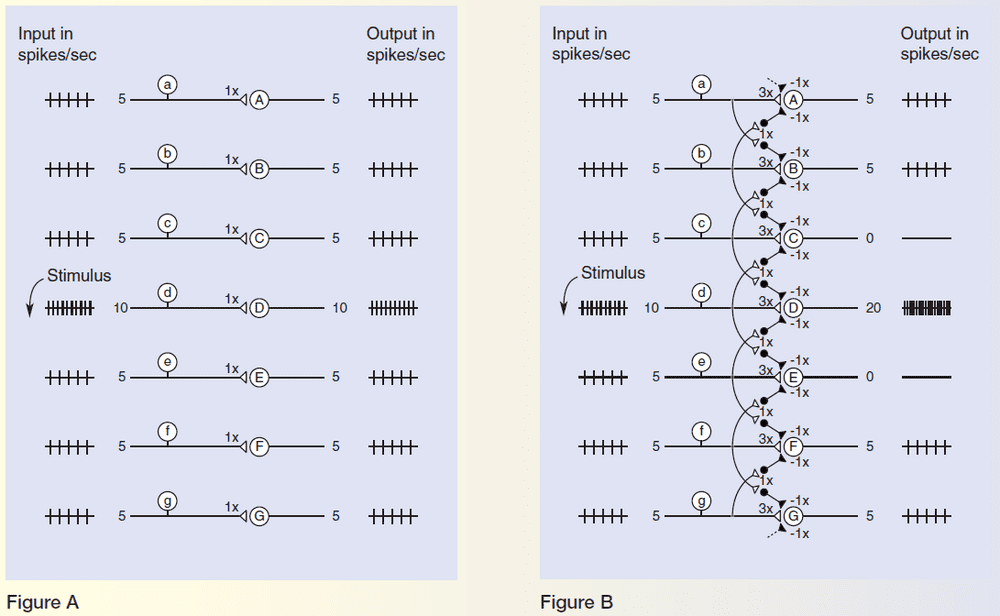 Input in
spikes/sec
Output in
spikes/sec
a
5 1x A 5
b
5 1x B 5
c
5 1x C 5
Stimulus
d
10 1x D 10
e
5 1x E 5
f
5 1x F 5
g
5 1x G 5
Figure A
Input in
spikes/sec
Output in
spikes/sec
a -1x
5 3x A 5
-1x
1x
b -1x
5 3x B 5
-1x
1x
c -1x
5 3x C 0
-1x
Stimulus 1x
d -1x
10 3x D 20
-1x
1x
e -1x
5 3x E 0
-1x
1x
f -1x
5 3x F 5
-1x
1x
g -1x
5 3x G 5
-1x
Figure B